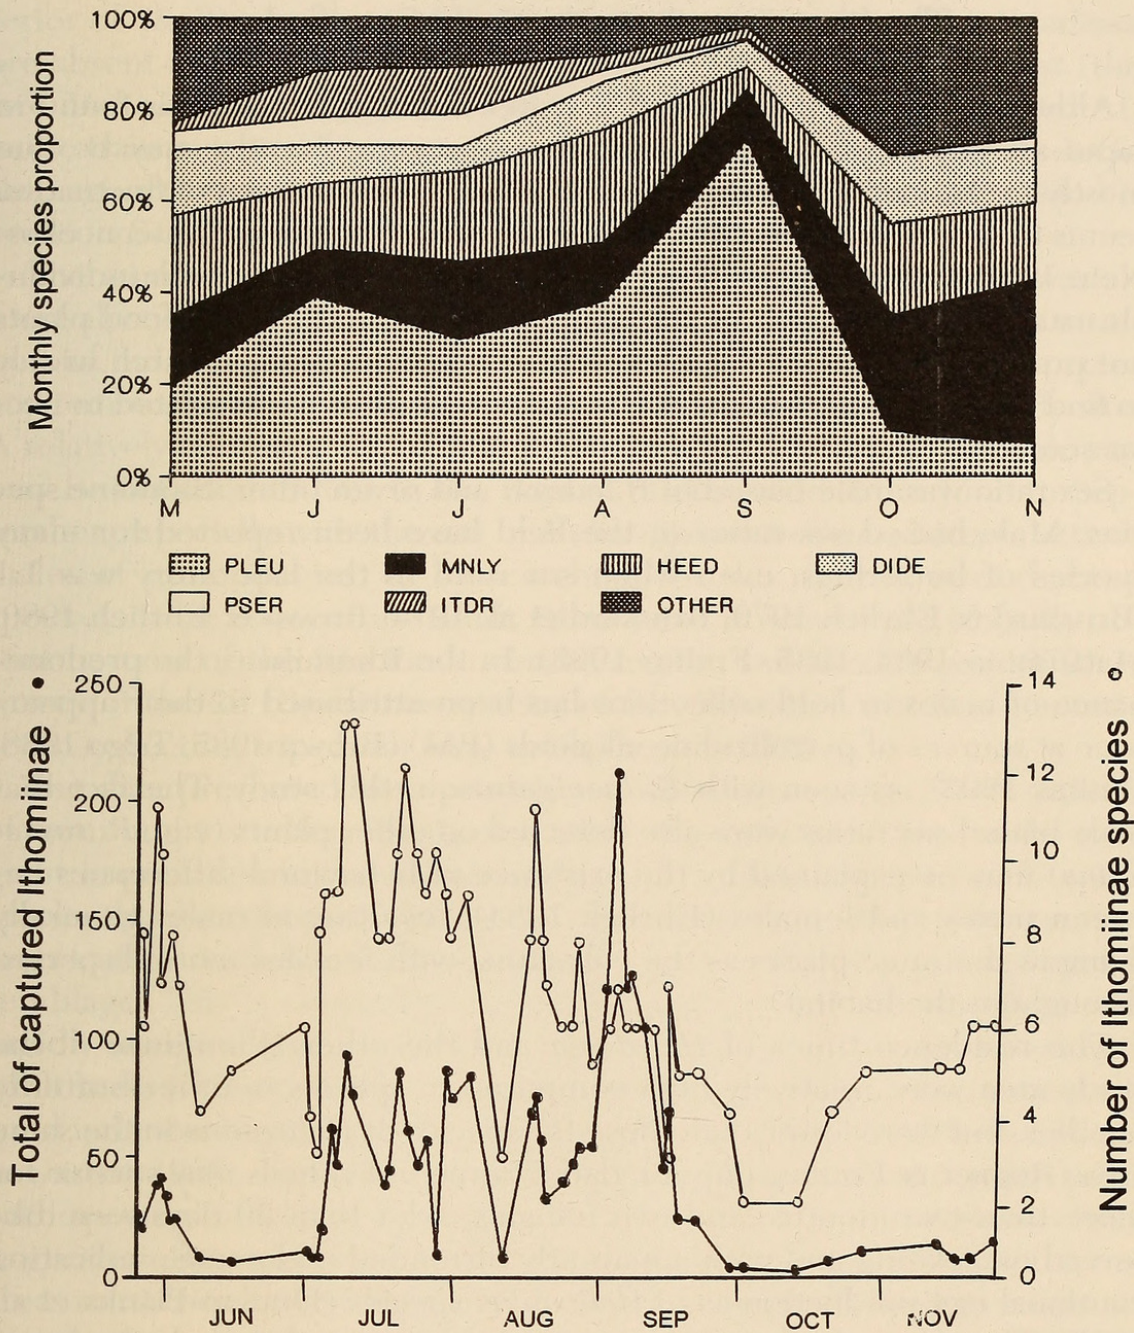 Monthly species proportion
100%
80%
60%
40%
20%
0%
M J J A S O N
PLEU MNLY HEED DIDE
PSER ITDR OTHER
Total of captured Ithomiinae
250
200
150
100
50
0
14
12
10
8
6
4
2
0
Number of Ithomiinae species
JUN JUL AUG SEP OCT NOV